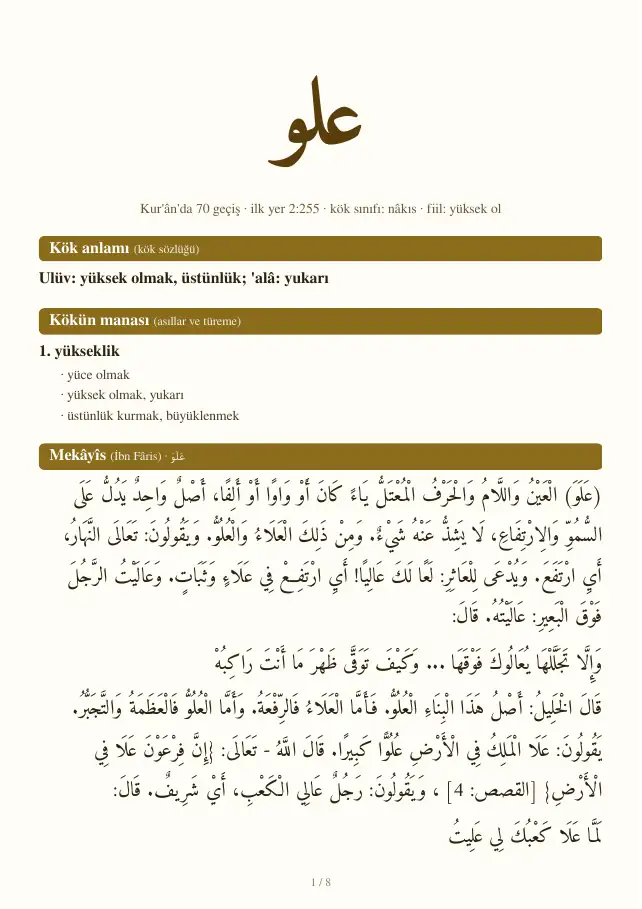 علو
Kur'ân'da 70 geçiş · ilk yer 2:255 · kök sınıfı: nâkıs · fiil: yüksek ol
Kök anlamı (kök sözlüğü)
Ulüv: yüksek olmak, üstünlük; 'alâ: yukarı
Kökün manası (asıllar ve türeme)
1. yükseklik
· yüce olmak
· yüksek olmak, yukarı
· üstünlük kurmak, büyüklenmek
Mekâyîs (İbn Fâris) · عَلَوَ
(عَلَوَ) الْعَيْنُ وَاللَّامُ وَالْحَرْفُ الْمُعْتَلُّ يَاءً كَانَ أَوْ وَاوًا أَوْ أَلِفًا، أَصْلٌ وَاحِدٌ يَدُلُّ عَلَى
السُّمُوِّ وَالِارْتِفَاعِ، لَا يَشِذُّ عَنْهُ شَيْءٌ. وَمِنْ ذَلِكَ الْعَلَاءُ وَالْعُلُوُّ. وَيَقُولُونَ: تَعَالَى النَّهَارُ،
أَيِ ارْتَفَعَ. وَيُدْعَى لِلْعَاثِرِ: لَعًا لَكَ عَالِيًا! أَيِ ارْتَفِعْ فِي عَلَاءٍ وَثَبَاتٍ. وَعَالَيْتُ الرَّجُلَ
فَوْقَ الْبَعِيرِ: عَالَيْتُهُ. قَالَ:
وَإِلَّا تَجَلَّلْهَا يُعَالُوكَ فَوْقَهَا ... وَكَيْفَ تَوَقَّى ظَهْرَ مَا أَنْتَ رَاكِبُهْ
قَالَ الْخَلِيلُ: أَصْلُ هَذَا الْبِنَاءِ الْعُلُوُّ. فَأَمَّا الْعَلَاءُ فَالرِّفْعَةُ. وَأَمَّا الْعُلُوُّ فَالْعَظَمَةُ وَالتَّجَبُّرُ.
يَقُولُونَ: عَلَا الْمَلِكُ فِي الْأَرْضِ عُلُوًّا كَبِيرًا. قَالَ اللَّهُ - تَعَالَى: {إِنَّ فِرْعَوْنَ عَلَا فِي
الْأَرْضِ} [القصص: 4] ، وَيَقُولُونَ: رَجُلٌ عَالِي الْكَعْبِ، أَيْ شَرِيفٌ. قَالَ:
لَمَّا عَلَا كَعْبُكَ لِي عَلِيتُ
1 / 8